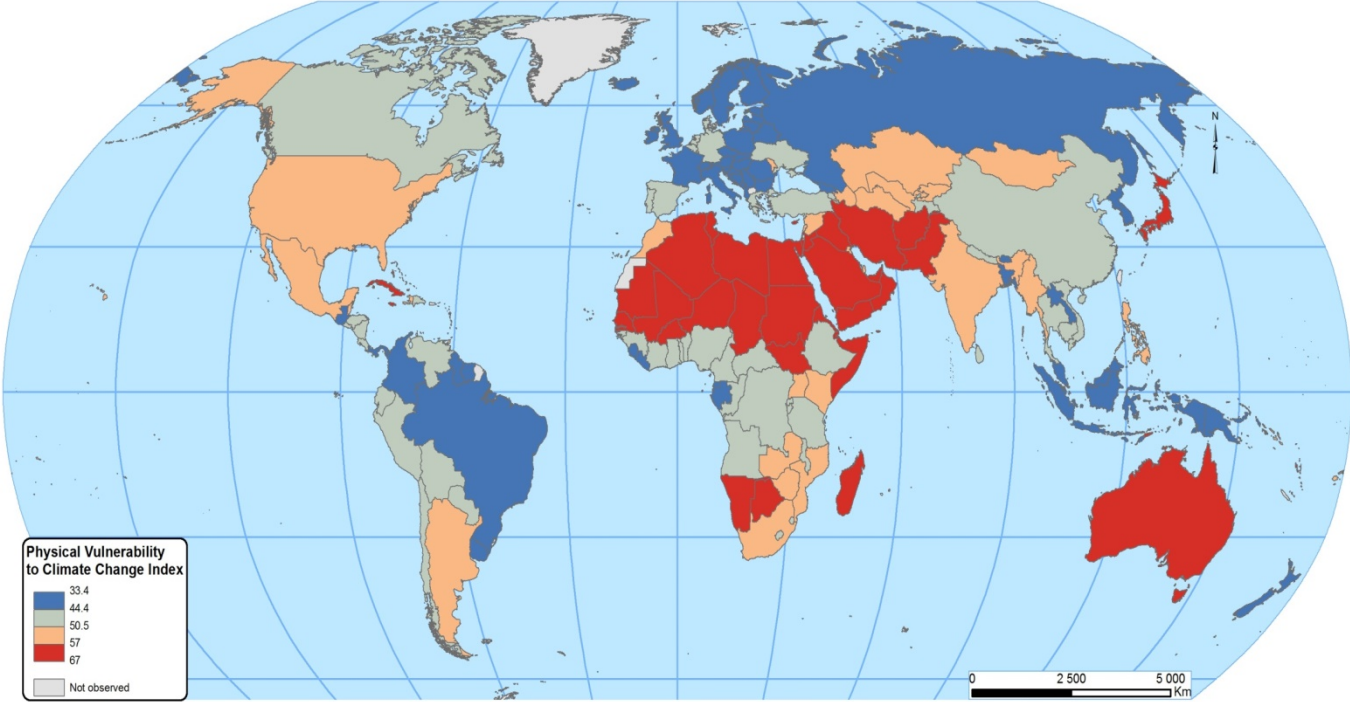 N
Physical Vulnerability
to Climate Change Index
33.4
44.4
50.5
57
67
Not observed
0 2 500 5 000
Km